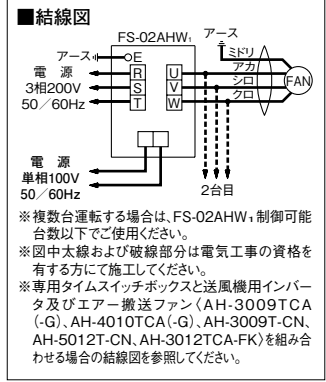 ■結線図
FS-02AHW₁
アース
アース
E
ミドリ
電　源
3相200V
50／60Hz
R
S
T
U
V
W
アカ
シロ
クロ
FAN
電　源
単相100V
50／60Hz
2台目
※複数台運転する場合は、FS-02AHW₁制御可能
台数以下でご使用ください。
※図中太線および破線部分は電気工事の資格を
有する方にて施工してください。
※専用タイムスイッチボックスと送風機用インバー
タ及びエアー搬送ファン〈AH-3009TCA
(-G)、AH-4010TCA(-G)、AH-3009T-CN、
AH-5012T-CN、AH-3012TCA-FK〉を組み合
わせる場合の結線図を参照してください。